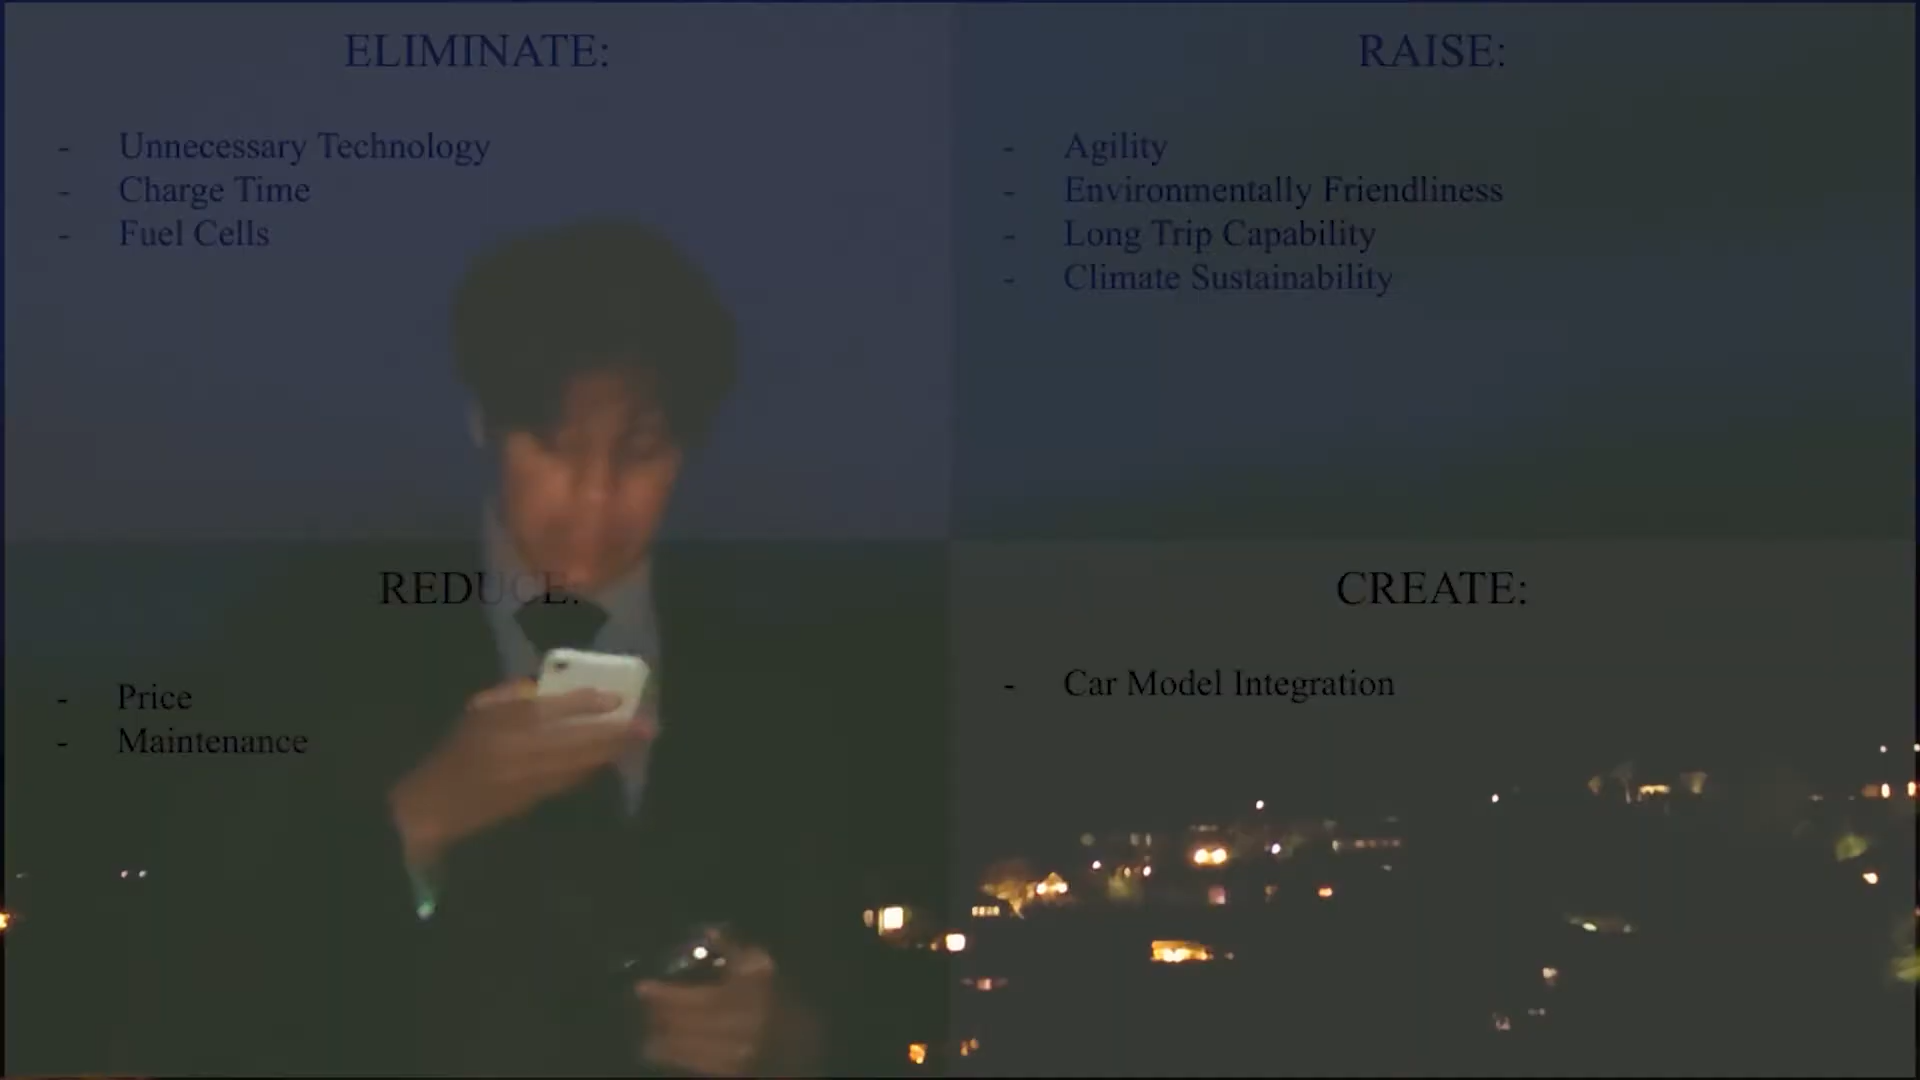 ELIMINATE:
- Unnecessary Technology
- Charge Time
- Fuel Cells
RAISE:
- Agility
- Environmentally Friendliness
- Long Trip Capability
- Climate Sustainability
REDUCE:
- Price
- Maintenance
CREATE:
- Car Model Integration